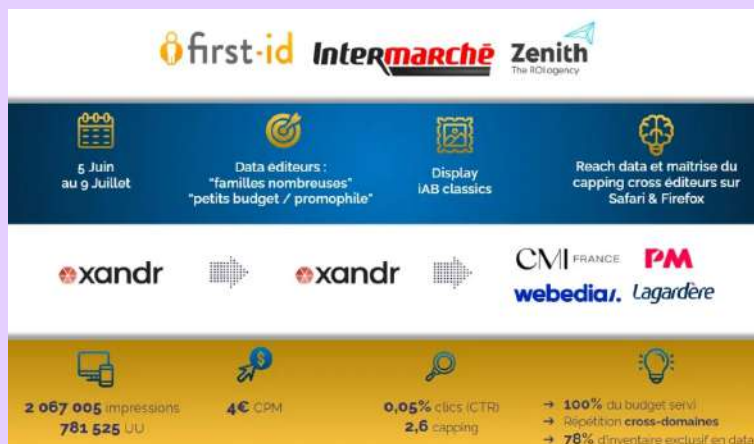 first-id Intermarché Zenith
The ROI agency
5 Juin
au 9 Juillet
Data éditeurs :
"familles nombreuses"
"petits budget / promophile"
Display
iAB classics
Reach data et maîtrise du
capping cross éditeurs sur
Safari & Firefox
xandr xandr
CMI FRANCE PM
webedia/. Lagardère
2 067 005 impressions
781 525 UU
4€ CPM
0,05% clics (CTR)
2,6 capping
→ 100% du budget servi
→ Répétition cross-domaines
→ 78% d'inventaire exclusif en data